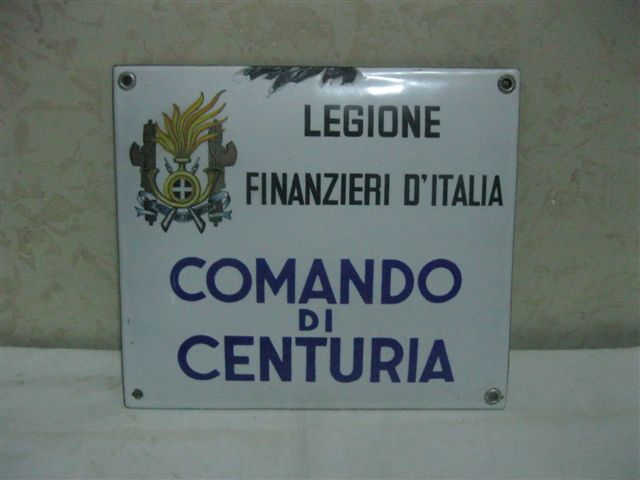 LEGIONE
FINANZIERI D'ITALIA
COMANDO
DI
CENTURIA